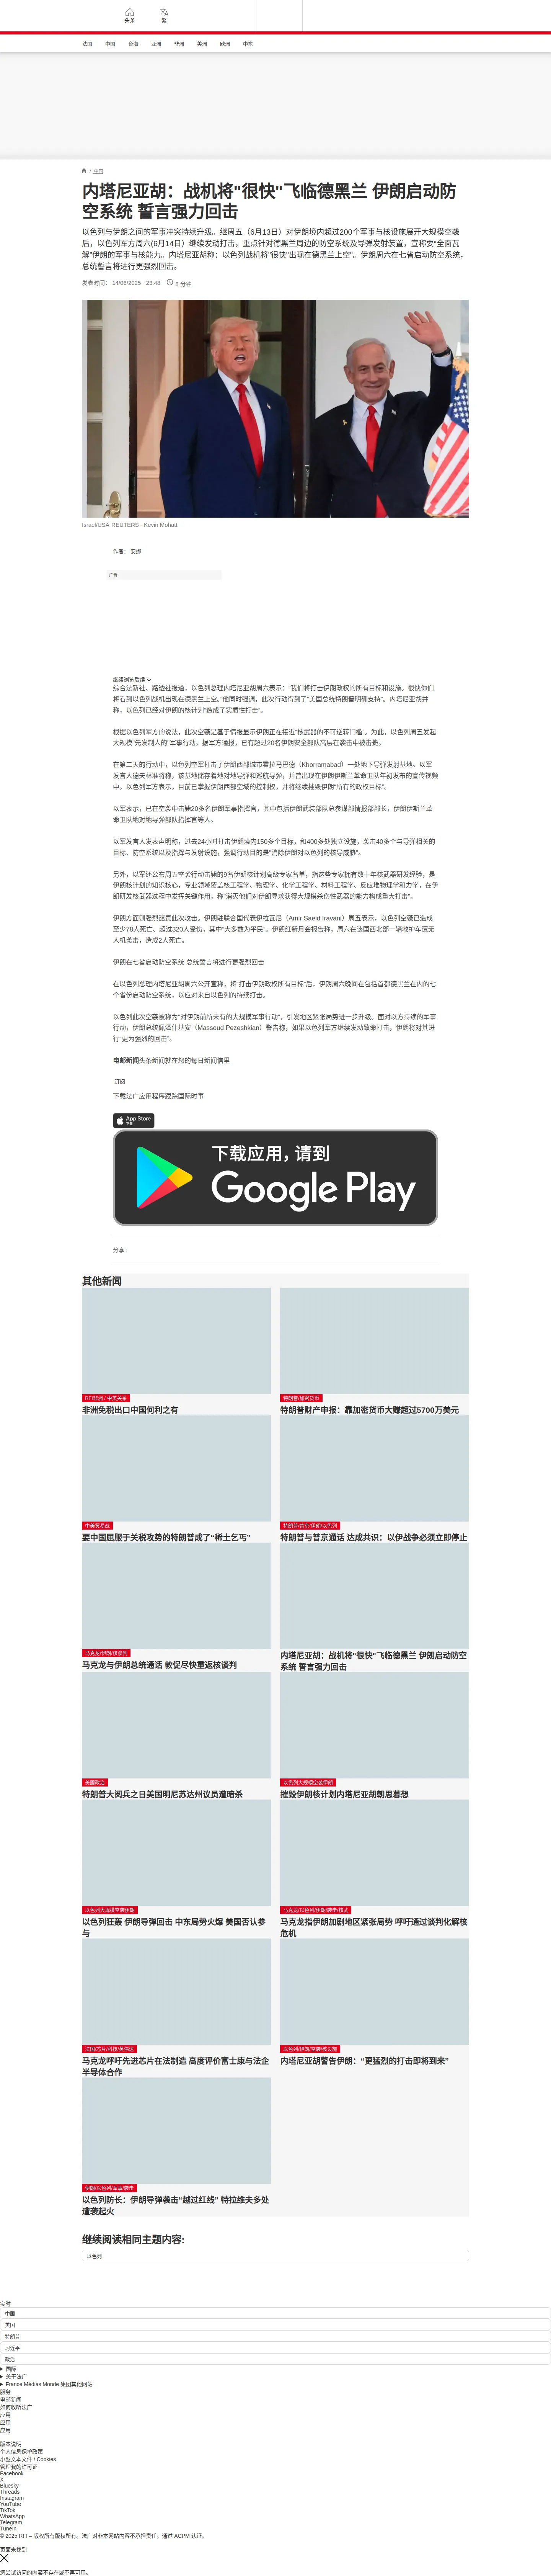 头条
繁
法国 中国 台海 亚洲 非洲 美洲 欧洲 中东
/ 中国
内塔尼亚胡：战机将"很快"飞临德黑兰 伊朗启动防
空系统 誓言强力回击
以色列与伊朗之间的军事冲突持续升级。继周五（6月13日）对伊朗境内超过200个军事与核设施展开大规模空袭
后，以色列军方周六(6月14日）继续发动打击，重点针对德黑兰周边的防空系统及导弹发射装置，宣称要“全面瓦
解”伊朗的军事与核能力。内塔尼亚胡称：以色列战机将“很快”出现在德黑兰上空”。伊朗周六在七省启动防空系统，
总统誓言将进行更强烈回击。
发表时间： 14/06/2025 - 23:48 6 分钟
Israel/USA REUTERS - Kevin Mohatt
作者： 安娜
广告
继续浏览后续
综合法新社、路透社报道，以色列总理内塔尼亚胡周六表示：“我们将打击伊朗政权的所有目标和设施。很快你们
将看到以色列战机出现在德黑兰上空。”他同时强调，此次行动得到了“美国总统特朗普明确支持”。内塔尼亚胡并
称，以色列已经对伊朗的核计划“造成了实质性打击”。
根据以色列军方的说法，此次空袭是基于情报显示伊朗正在接近“核武器的不可逆转门槛”。为此，以色列周五发起
大规模“先发制人的”军事行动。据军方通报，已有超过20名伊朗安全部队高层在袭击中被击毙。
在第二天的行动中，以色列空军打击了伊朗西部城市霍拉马巴德（Khorramabad）一处地下导弹发射基地。以军
发言人德夫林准将称，该基地储存着地对地导弹和巡航导弹，并曾出现在伊朗伊斯兰革命卫队年初发布的宣传视频
中。以色列军方表示，目前已掌握伊朗西部空域的控制权，并将继续摧毁伊朗“所有的政权目标”。
以军表示，已在空袭中击毙20多名伊朗军事指挥官，其中包括伊朗武装部队总参谋部情报部部长，伊朗伊斯兰革
命卫队地对地导弹部队指挥官等人。
以军发言人发表声明称，过去24小时打击伊朗境内150多个目标，和400多处独立设施，袭击40多个与导弹相关的
目标、防空系统以及指挥与发射设施，强调行动目的是“消除伊朗对以色列的核导威胁”。
另外，以军还公布周五空袭行动击毙的9名伊朗核计划高级专家名单，指这些专家拥有数十年核武器研发经验，是
伊朗核计划的知识核心，专业领域覆盖核工程学、物理学、化学工程学、材料工程学、反应堆物理学和力学，在伊
朗研发核武器过程中发挥关键作用，称“消灭他们对伊朗寻求获得大规模杀伤性武器的能力构成重大打击”。
伊朗方面则强烈谴责此次攻击。伊朗驻联合国代表伊拉瓦尼（Amir Saeid Iravani）周五表示，以色列空袭已造成
至少78人死亡、超过320人受伤，其中“大多数为平民”。伊朗红新月会报告称，周六在该国西北部一辆救护车遭无
人机袭击，造成2人死亡。
伊朗在七省启动防空系统 总统誓言将进行更强烈回击
在以色列总理内塔尼亚胡周六公开宣称，将“打击伊朗政权所有目标”后，伊朗周六晚间在包括首都德黑兰在内的七
个省份启动防空系统，以应对来自以色列的持续打击。
以色列此次空袭被称为“对伊朗前所未有的大规模军事行动”，引发地区紧张局势进一步升级。面对以方持续的军事
行动，伊朗总统佩泽什基安（Massoud Pezeshkian）警告称，如果以色列军方继续发动致命打击，伊朗将对其进
行“更为强烈的回击”。
电邮新闻头条新闻就在您的每日新闻信里
订阅
下载法广应用程序跟踪国际时事
App Store
下载
下载应用，请到
Google Play
分享 :
其他新闻
RFI亚洲 / 中美关系
非洲免税出口中国何利之有
特朗普/加密货币
特朗普财产申报：靠加密货币大赚超过5700万美元
中美贸易战
要中国屈服于关税攻势的特朗普成了“稀土乞丐”
特朗普/普京/伊朗/以色列
特朗普与普京通话 达成共识：以伊战争必须立即停止
马克龙/伊朗/核谈判
马克龙与伊朗总统通话 敦促尽快重返核谈判
内塔尼亚胡：战机将"很快"飞临德黑兰 伊朗启动防空
系统 誓言强力回击
美国政治
特朗普大阅兵之日美国明尼苏达州议员遭暗杀
以色列大规模空袭伊朗
摧毁伊朗核计划内塔尼亚胡朝思暮想
以色列大规模空袭伊朗
以色列狂轰 伊朗导弹回击 中东局势火爆 美国否认参
与
马克龙/以色列/伊朗/袭击/核武
马克龙指伊朗加剧地区紧张局势 呼吁通过谈判化解核
危机
法国/芯片/科技/英伟达
马克龙呼吁先进芯片在法制造 高度评价富士康与法企
半导体合作
以色列/伊朗/空袭/核设施
内塔尼亚胡警告伊朗：“更猛烈的打击即将到来”
伊朗/以色列/军事/袭击
以色列防长：伊朗导弹袭击“越过红线” 特拉维夫多处
遭袭起火
继续阅读相同主题内容:
以色列
实时
中国
美国
特朗普
习近平
政治
国际
关于法广
France Médias Monde 集团其他网站
服务
电邮新闻
如何收听法广
应用
应用
应用
版本说明
个人信息保护政策
小型文本文件 / Cookies
管理我的许可证
Facebook
X
Bluesky
Threads
Instagram
YouTube
TikTok
WhatsApp
Telegram
TuneIn
© 2025 RFI – 版权所有版权所有。法广对非本网站内容不承担责任。通过 ACPM 认证。
页面未找到
您尝试访问的内容不存在或不再可用。